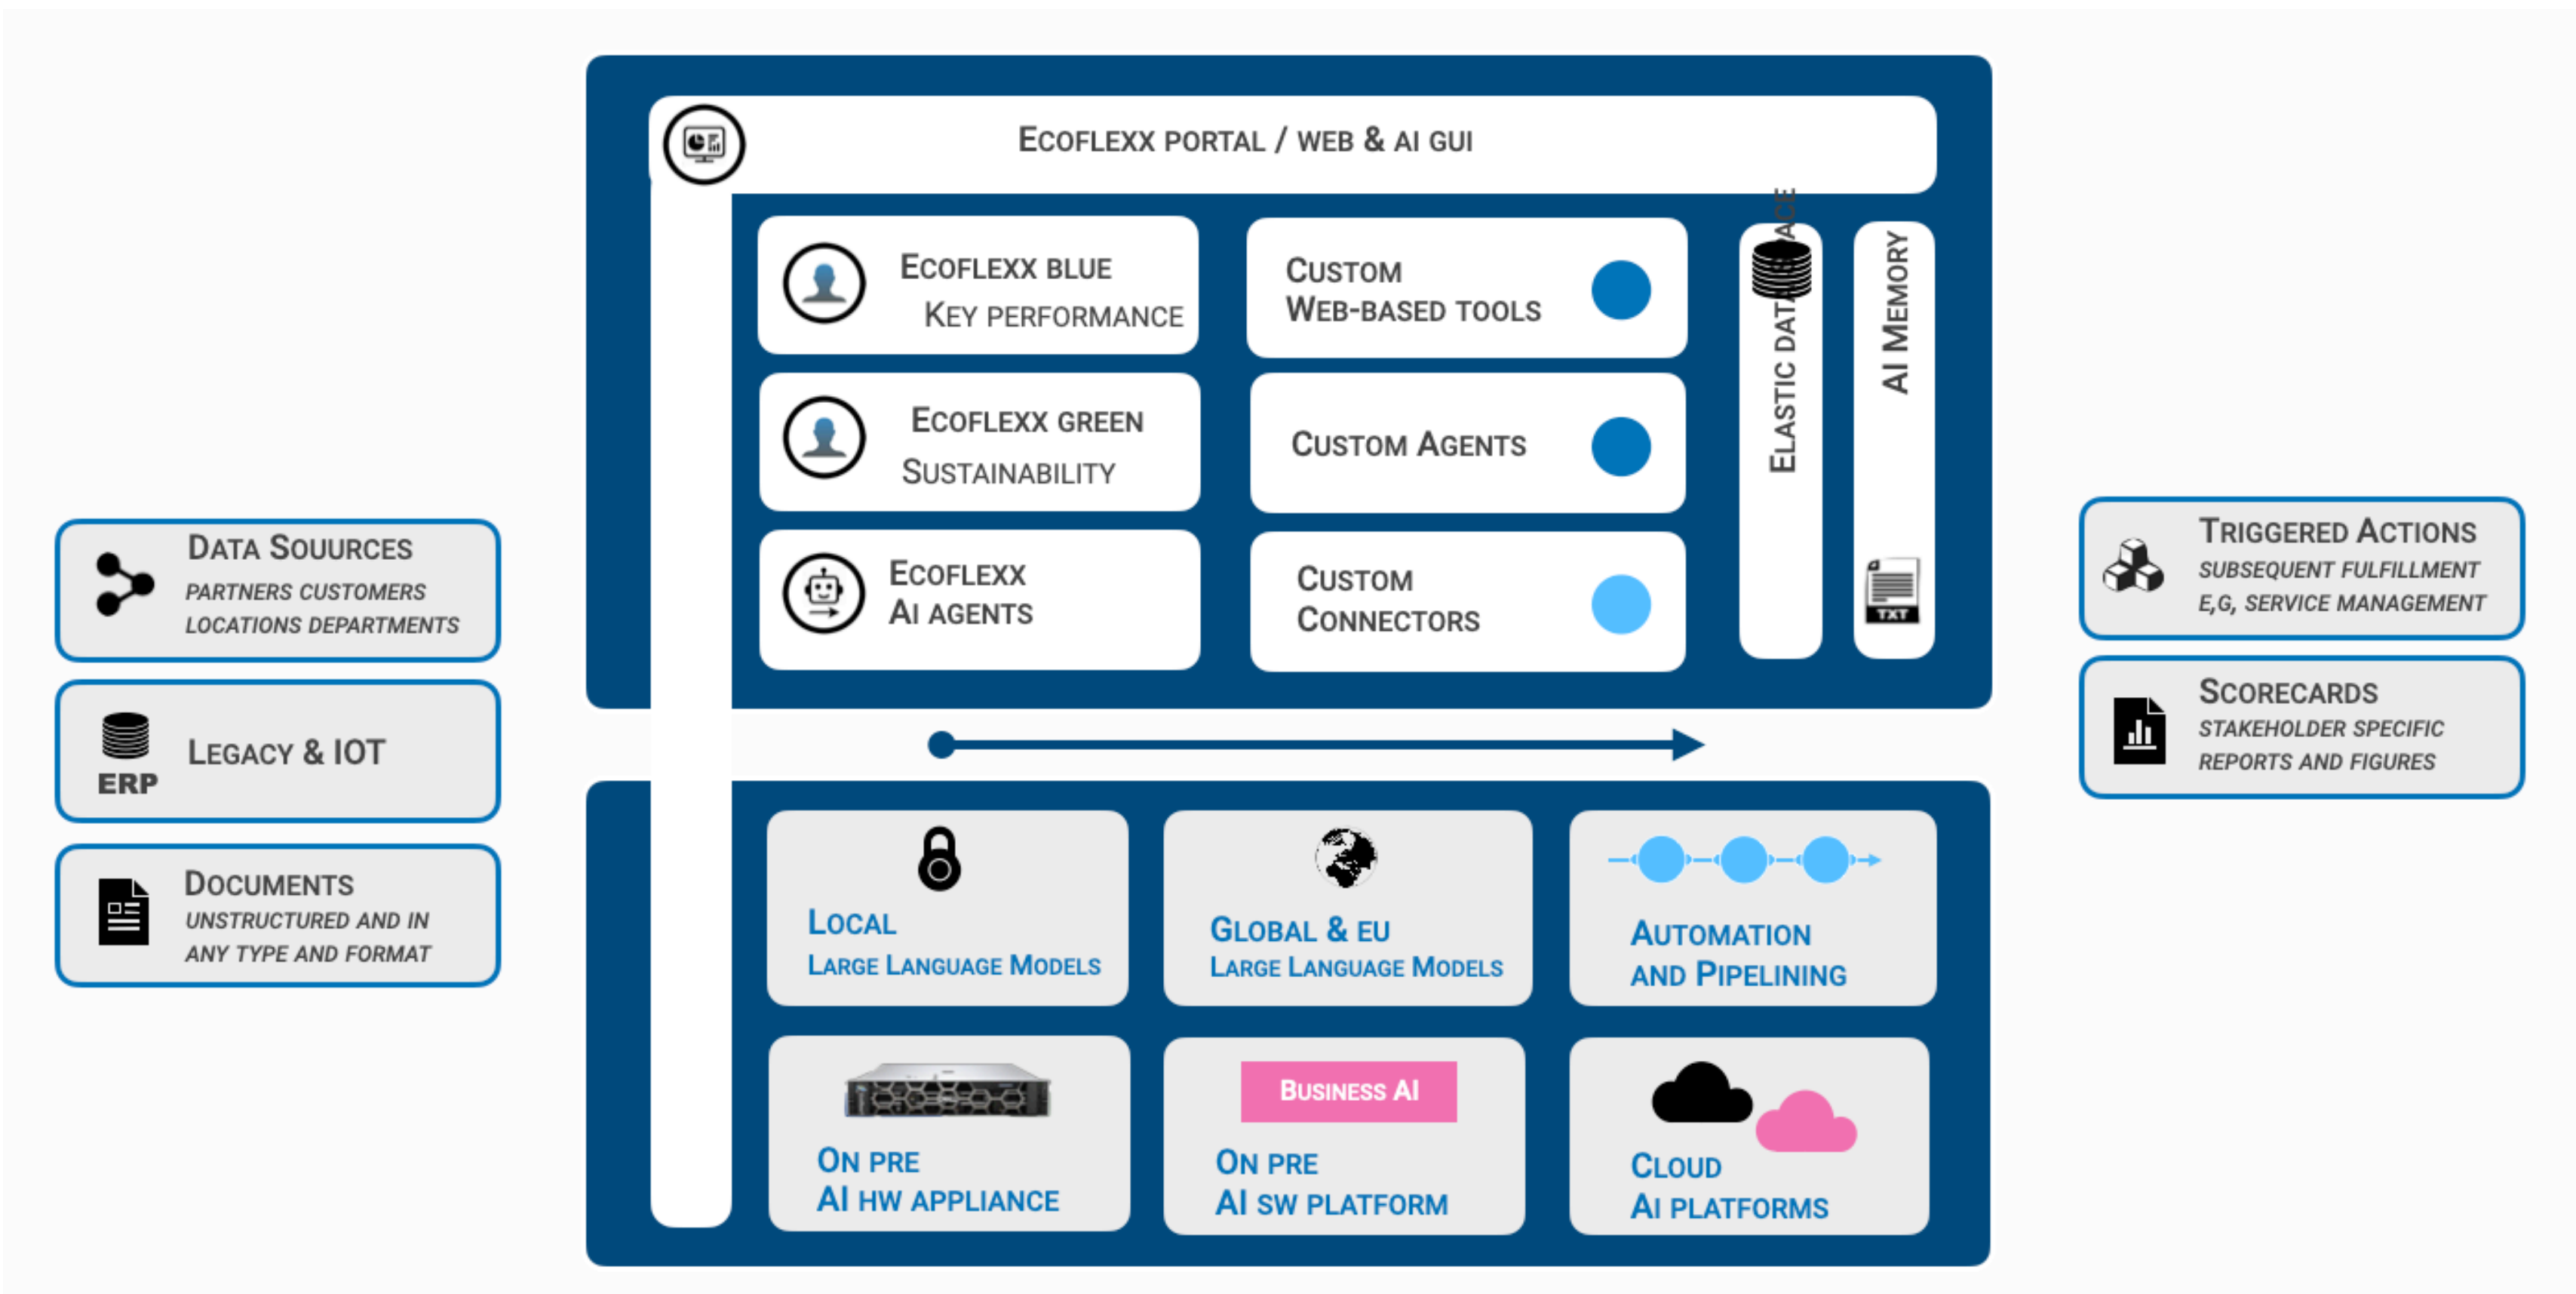 Ecoflexx portal / web & ai gui
Ecoflexx blue
Key performance
Custom
Web-based tools
Ecoflexx green
Sustainability
Custom Agents
Ecoflexx
Ai agents
Custom
Connectors
Elastic data space
AI Memory
TXT
Data Souurces
partners customers
locations departments
ERP
Legacy & IOT
Documents
unstructured and in
any type and format
Triggered Actions
subsequent fulfillment
e,g, service management
Scorecards
stakeholder specific
reports and figures
Local
Large Language Models
Global & EU
Large Language Models
Automation
and Pipelining
On pre
AI hw appliance
Business AI
On pre
AI sw platform
Cloud
Ai platforms